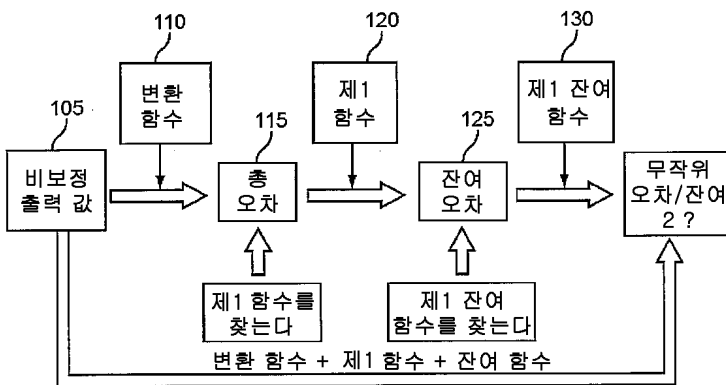 110
120
130
변환
함수
제1
함수
제1 잔여
함수
105
115
125
비보정
출력 값
총
오차
잔여
오차
무작위
오차/잔여
2 ?
제1 함수를
찾는다
제1 잔여
함수를 찾는다
변환 함수 + 제1 함수 + 잔여 함수